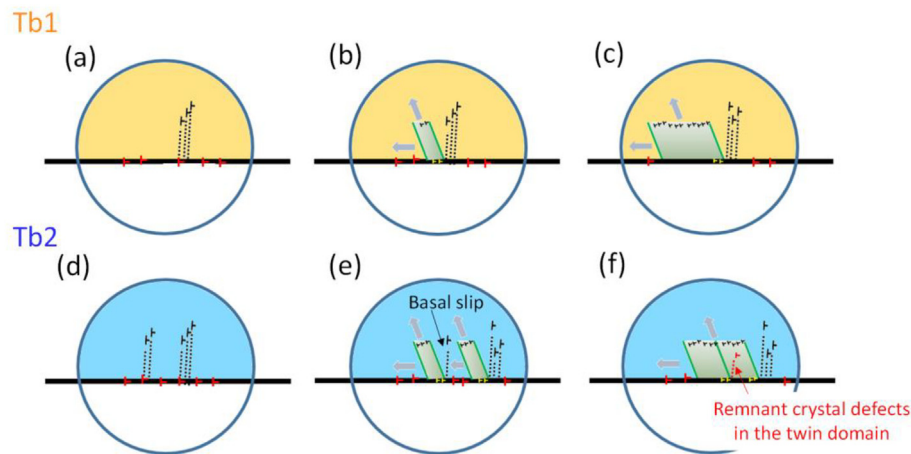 Tb1
(a)
(b)
(c)
Tb2
(d)
(e)
(f)
Basal slip
Remnant crystal defects
in the twin domain